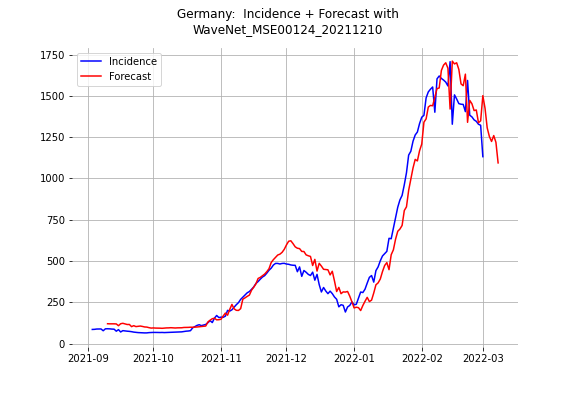 Germany:  Incidence + Forecast with
WaveNet_MSE00124_20211210
Incidence
Forecast
1750
1500
1250
1000
750
500
250
0
2021-09 2021-10 2021-11 2021-12 2022-01 2022-02 2022-03